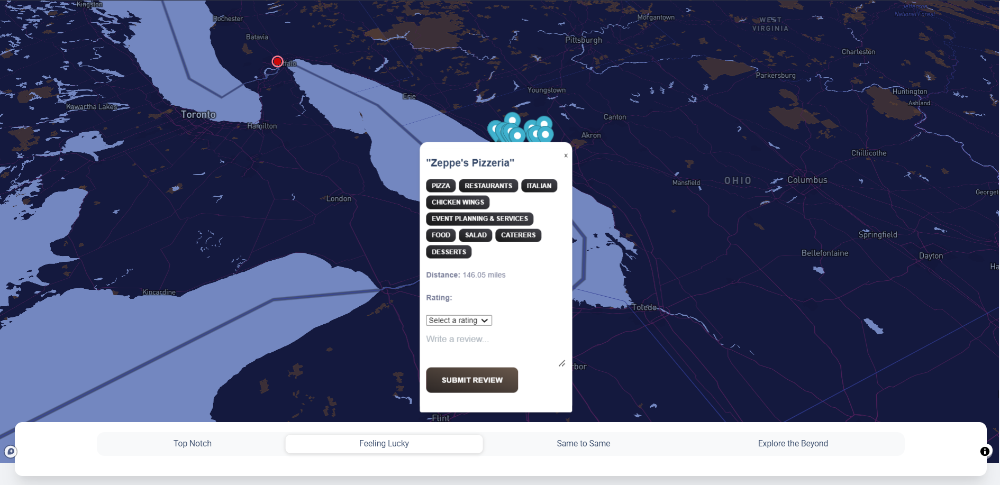 Kingston
Rochester
Batavia
Buffalo
Jefferson
National Forest
Morgantown
WEST
VIRGINIA
Pittsburgh
Charleston
Parkersburg
Youngstown
Erie
Huntington
Ashland
Kawartha Lakes
Toronto
Hamilton
Canton
Akron
Chillicothe
"Zeppe's Pizzeria"
x
PIZZA RESTAURANTS ITALIAN
CHICKEN WINGS
EVENT PLANNING & SERVICES
FOOD SALAD CATERERS
DESSERTS
Distance: 146.05 miles
Rating:
Select a rating
Write a review...
SUBMIT REVIEW
Mansfield
OHIO
Columbus
Georget
London
Springfield
Bellefontaine
Dayton
Ha
Kincardine
Toledo
rbor
Flint
Top Notch
Feeling Lucky
Same to Same
Explore the Beyond